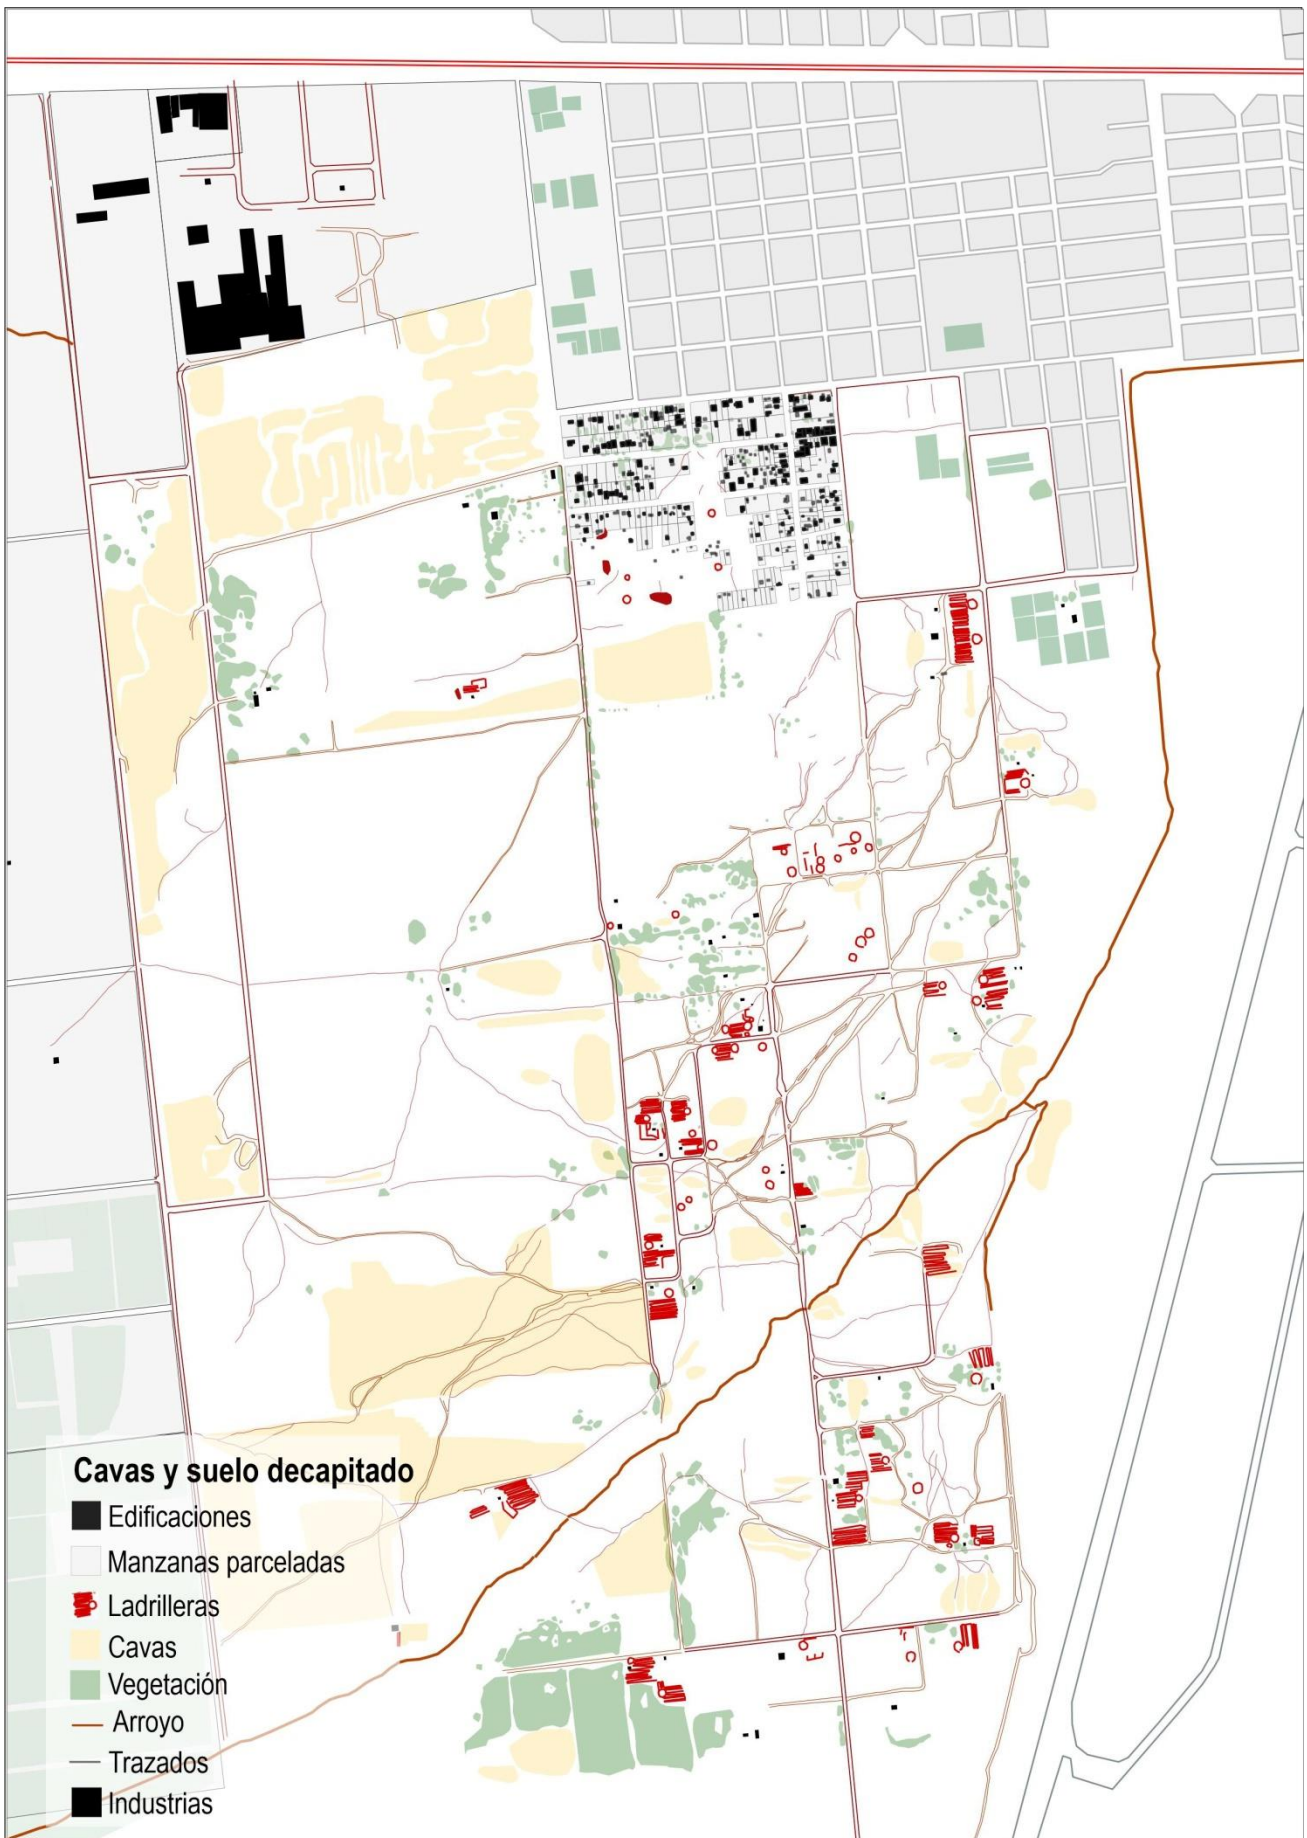 Cavas y suelo decapitado
Edificaciones
Manzanas parceladas
Ladrilleras
Cavas
Vegetación
Arroyo
Trazados
Industrias